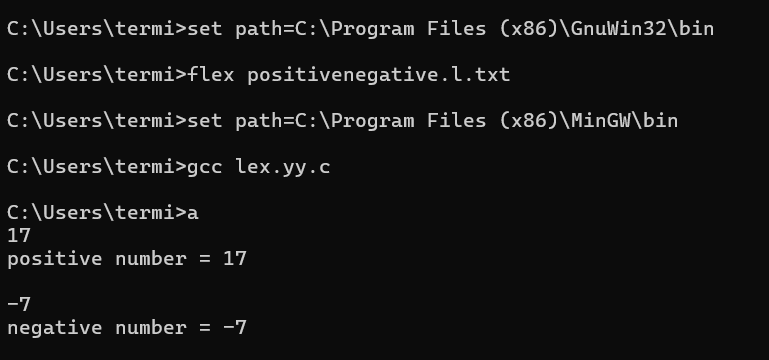 C:\Users\termi>set path=C:\Program Files (x86)\GnuWin32\bin
C:\Users\termi>flex positivenegative.l.txt
C:\Users\termi>set path=C:\Program Files (x86)\MinGW\bin
C:\Users\termi>gcc lex.yy.c
C:\Users\termi>a
17
positive number = 17
-7
negative number = -7